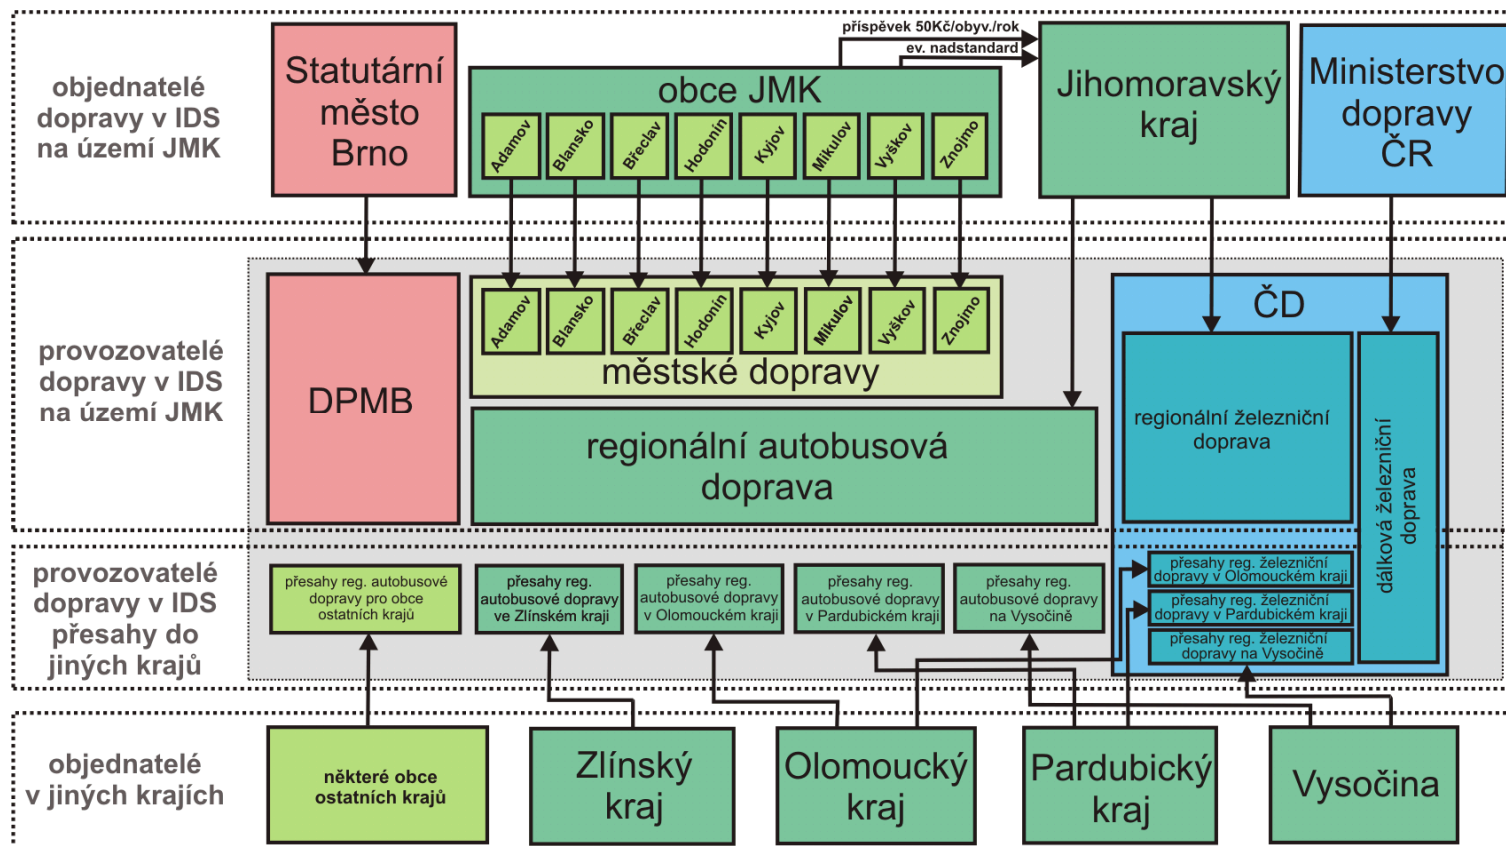 objednatelé
dopravy v IDS
na území JMK
Statutární
město
Brno
příspěvek 50Kč/obyv./rok
ev. nadstandard
obce JMK
Adamov
Blansko
Břeclav
Hodonín
Kyjov
Mikulov
Vyškov
Znojmo
Jihomoravský
kraj
Ministerstvo
dopravy
ČR
provozovatelé
dopravy v IDS
na území JMK
DPMB
Adamov
Blansko
Břeclav
Hodonín
Kyjov
Mikulov
Vyškov
Znojmo
městské dopravy
regionální autobusová
doprava
ČD
regionální železniční
doprava
dálková železniční
doprava
provozovatelé
dopravy v IDS
přesahy do
jiných krajů
přesahy reg. autobusové
dopravy pro obce
ostatních krajů
přesahy reg.
autobusové dopravy
ve Zlínském kraji
přesahy reg.
autobusové dopravy
v Olomouckém kraji
přesahy reg.
autobusové dopravy
v Pardubickém kraji
přesahy reg.
autobusové dopravy
na Vysočině
přesahy reg. železniční
dopravy v Olomouckém kraji
přesahy reg. železniční
dopravy v Pardubickém kraji
přesahy reg. železniční
dopravy na Vysočině
objednatelé
v jiných krajích
některé obce
ostatních krajů
Zlínský
kraj
Olomoucký
kraj
Pardubický
kraj
Vysočina